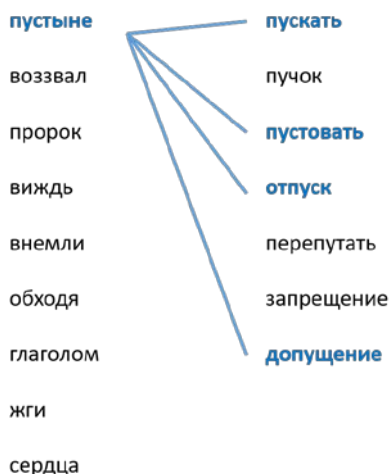 пустыне
воззвал
пророк
виждь
внемли
обходя
глаголом
жги
сердца
пускать
пучок
пустовать
отпуск
перепутать
запрещение
допущение